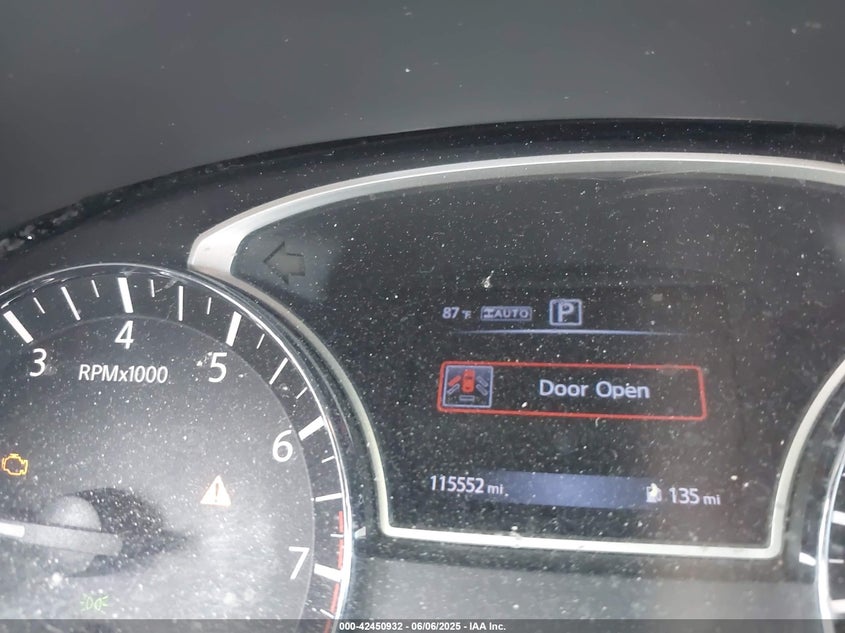 87°F AUTO P
4
3
5
RPMx1000
Door Open
6
115552 mi 135 mi
7
000-42450932 - 06/06/2025 - IAA Inc.